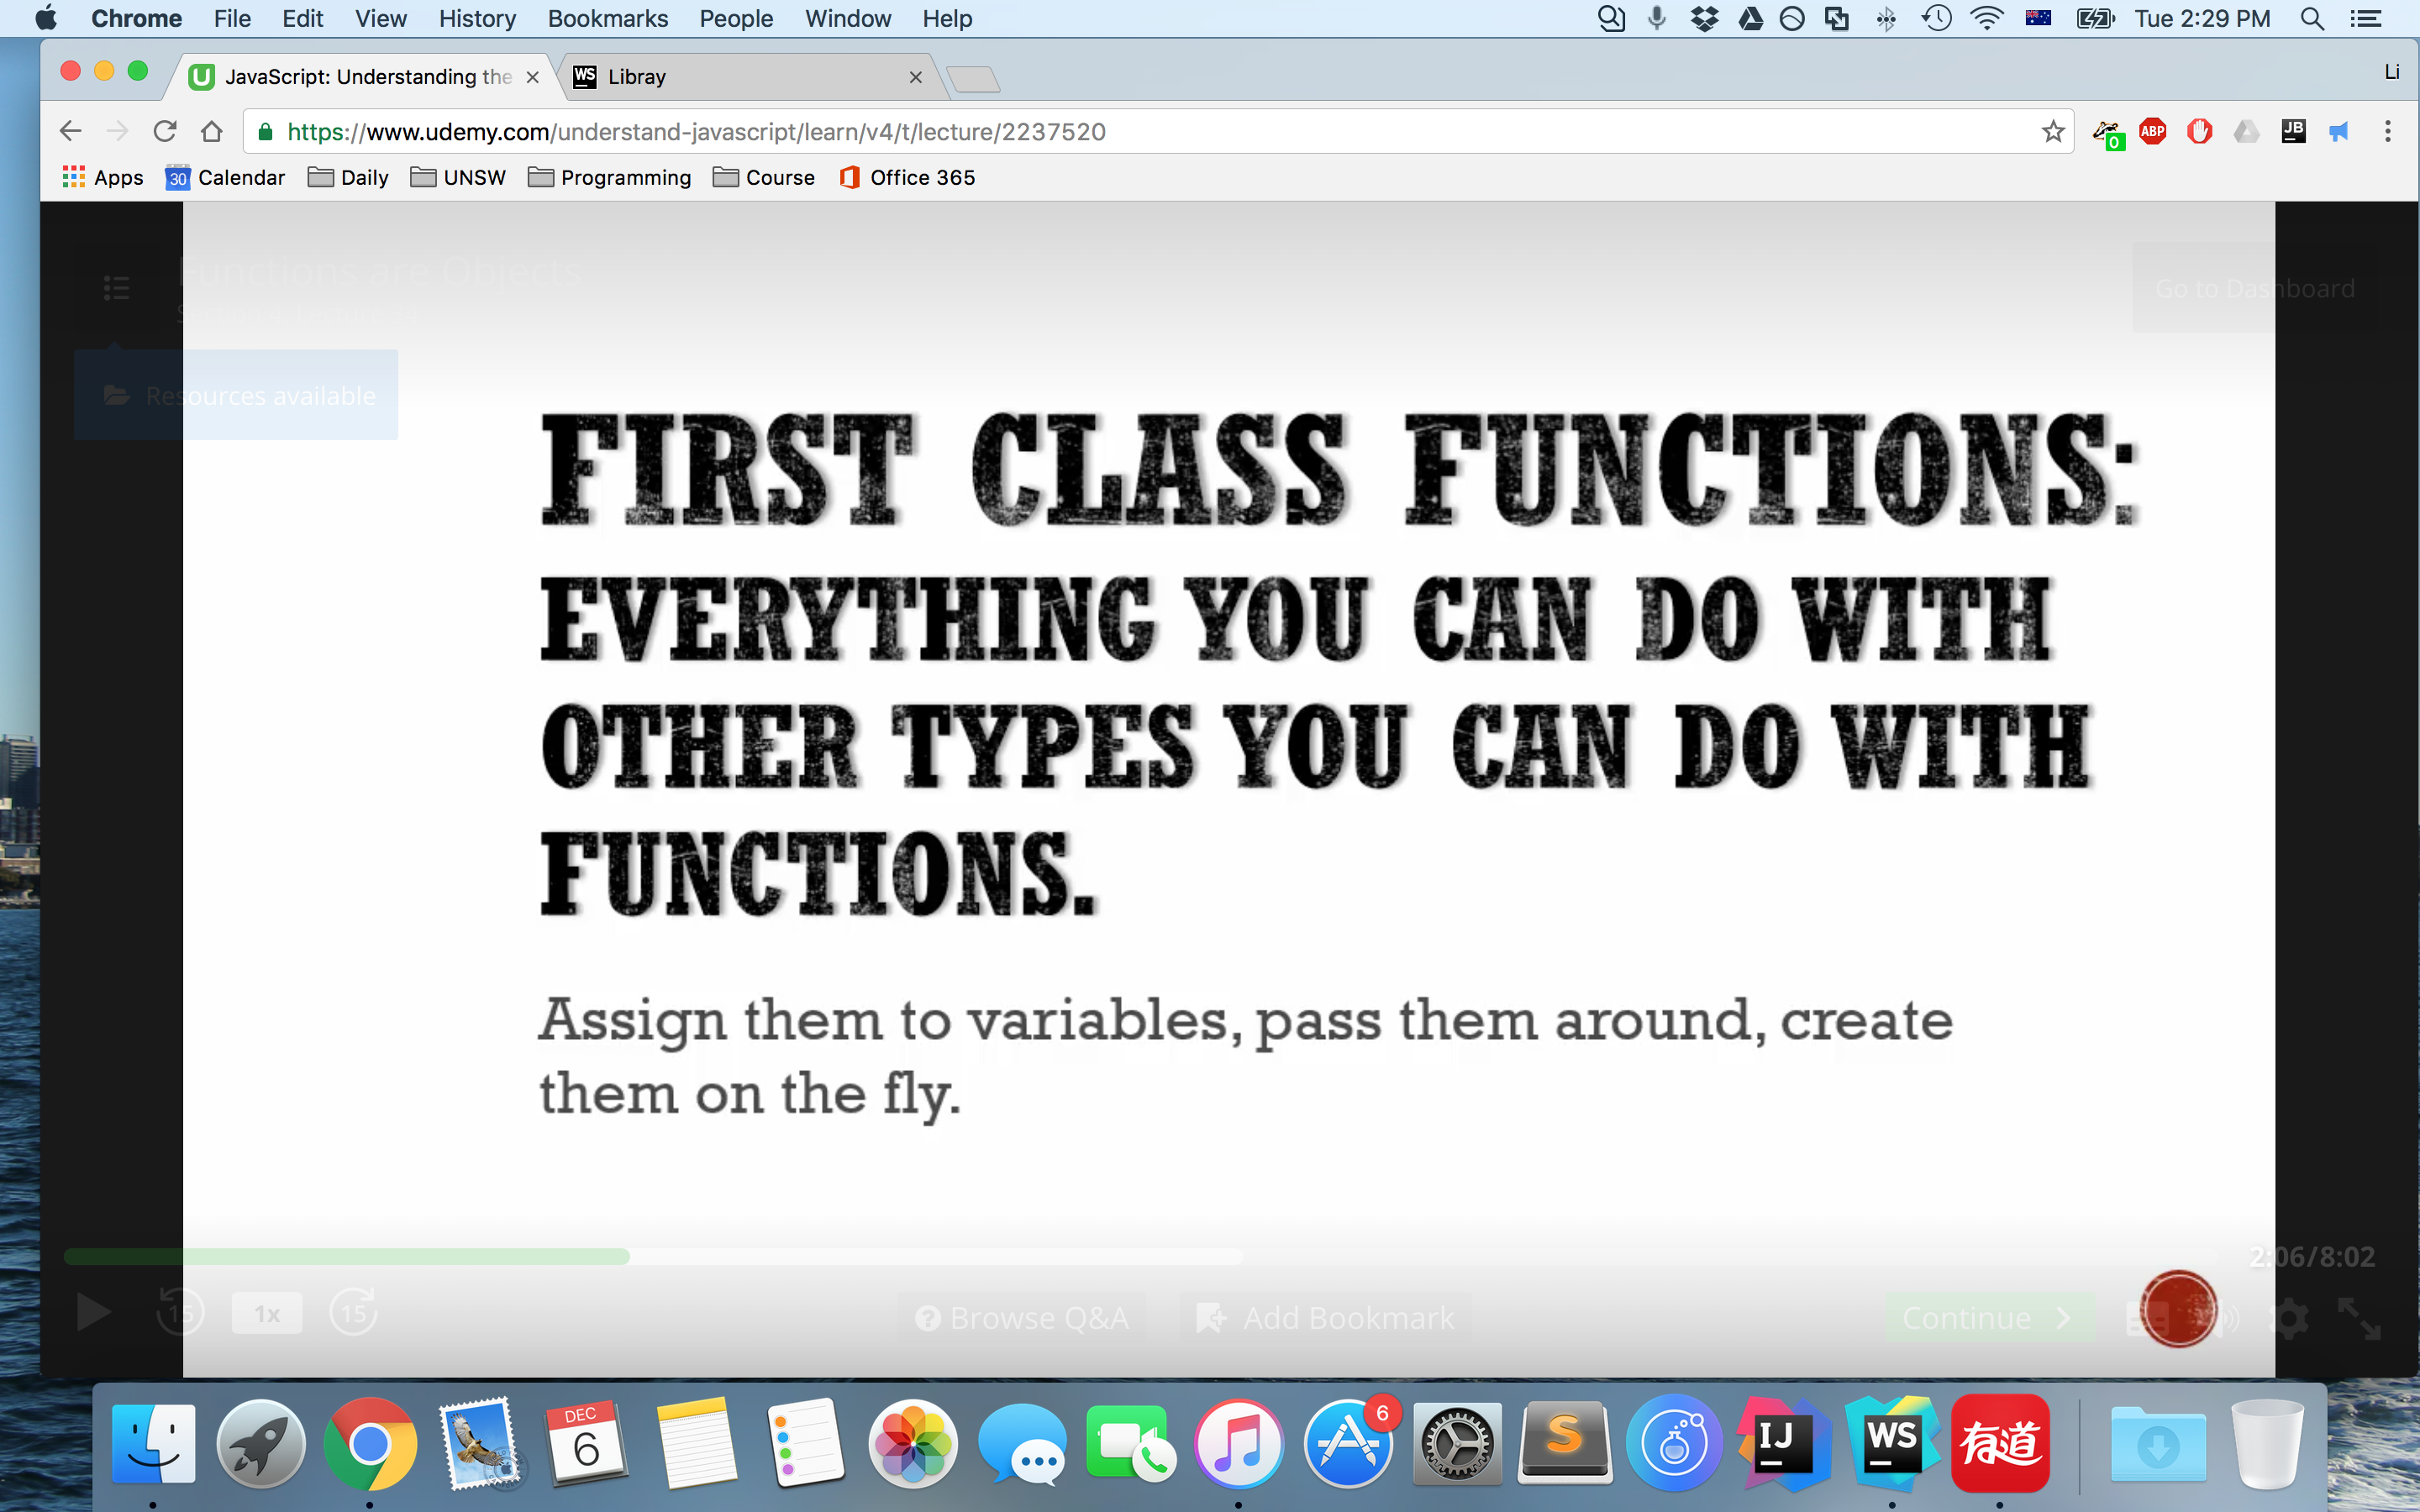 Chrome File Edit View History Bookmarks People Window Help Tue 2:29 PM
JavaScript: Understanding the
WS Libray
Li
https://www.udemy.com/understand-javascript/learn/v4/t/lecture/2237520
0 ABP JB
Apps 30 Calendar Daily UNSW Programming Course Office 365
Functions are Objects
Go to Dashboard
Resources available
FIRST CLASS FUNCTIONS:
EVERYTHING YOU CAN DO WITH
OTHER TYPES YOU CAN DO WITH
FUNCTIONS.
Assign them to variables, pass them around, create
them on the fly.
2:06/8:02
15 1x 15 Browse Q&A Add Bookmark Continue
DEC
6
6
S
IJ
WS
有道